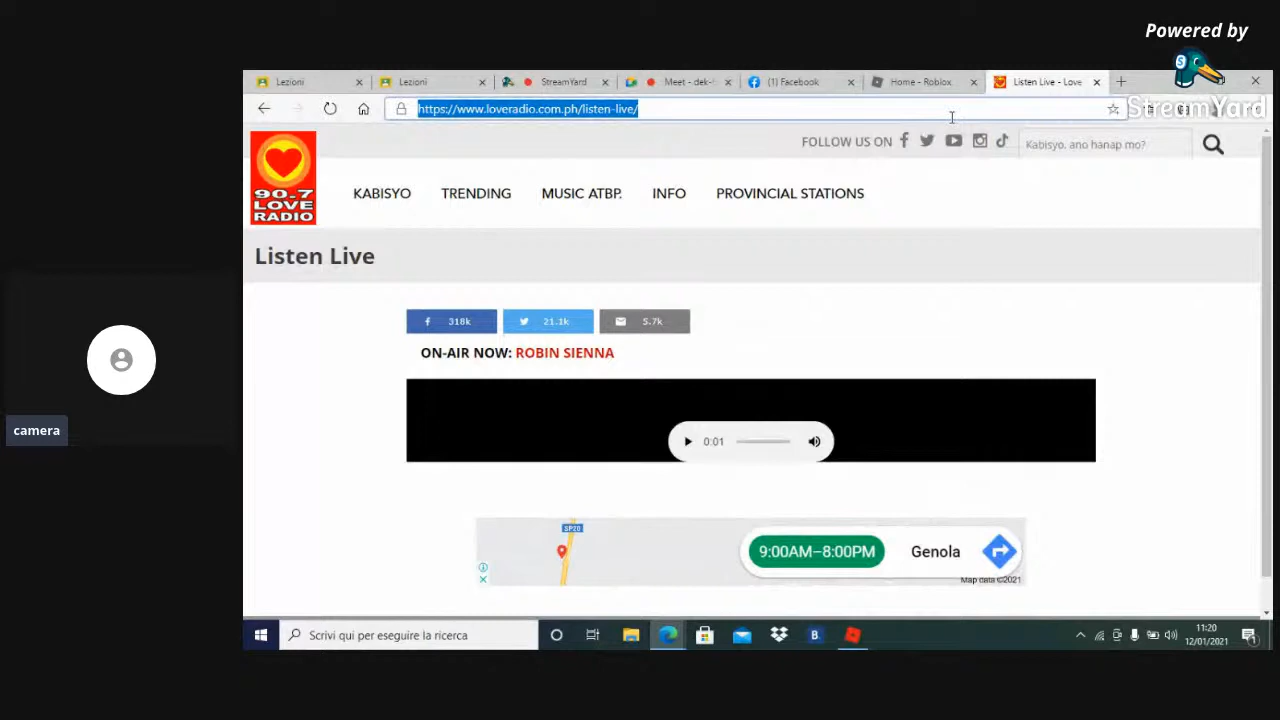 Powered by
StreamYard
Lezioni
Lezioni
StreamYard
Meet - dek-
(1) Facebook
Home - Roblox
Listen Live - Love
https://www.loveradio.com.ph/listen-live/
FOLLOW US ON
Kabisyo, ano hanap mo?
90.7
LOVE
RADIO
KABISYO
TRENDING
MUSIC ATBP.
INFO
PROVINCIAL STATIONS
Listen Live
318k
21.1k
5.7k
ON-AIR NOW: ROBIN SIENNA
camera
0:01
SP20
9:00AM–8:00PM
Genola
Map data ©2021
Scrivi qui per eseguire la ricerca
B.
11:20
12/01/2021
1